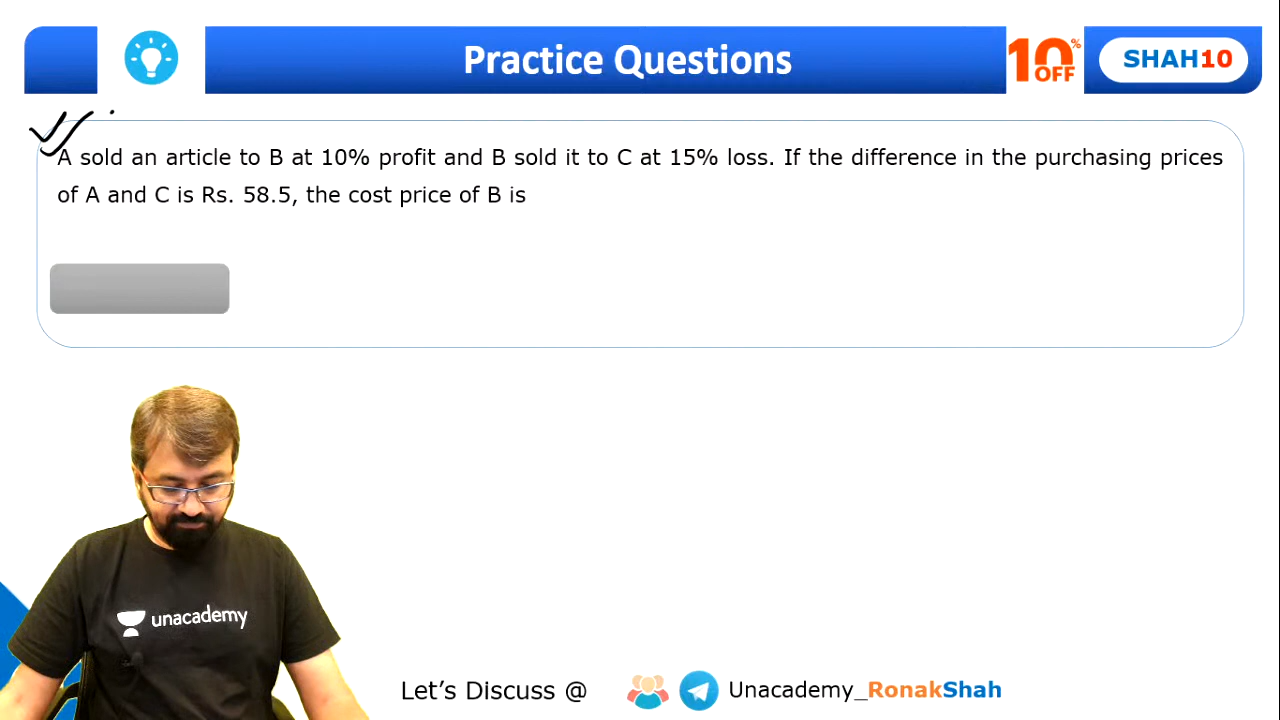 Practice Questions
10%
OFF
SHAH10
A sold an article to B at 10% profit and B sold it to C at 15% loss. If the difference in the purchasing prices
of A and C is Rs. 58.5, the cost price of B is
unacademy
Let’s Discuss @ Unacademy_RonakShah